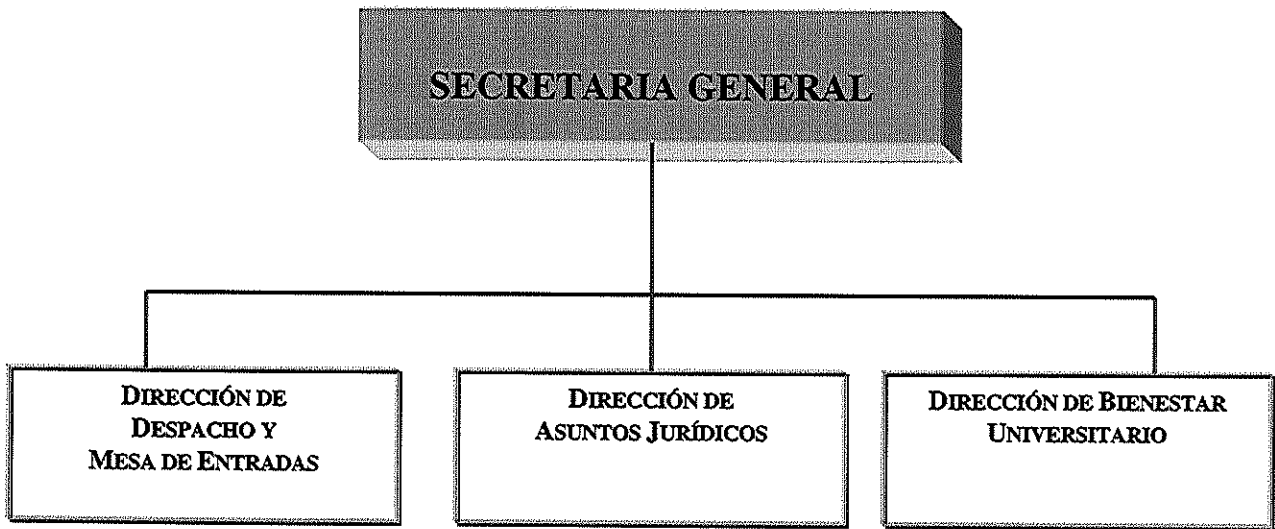 SECRETARIA GENERAL
DIRECCIÓN DE
DESPACHO Y
MESA DE ENTRADAS
DIRECCIÓN DE
ASUNTOS JURÍDICOS
DIRECCIÓN DE BIENESTAR
UNIVERSITARIO